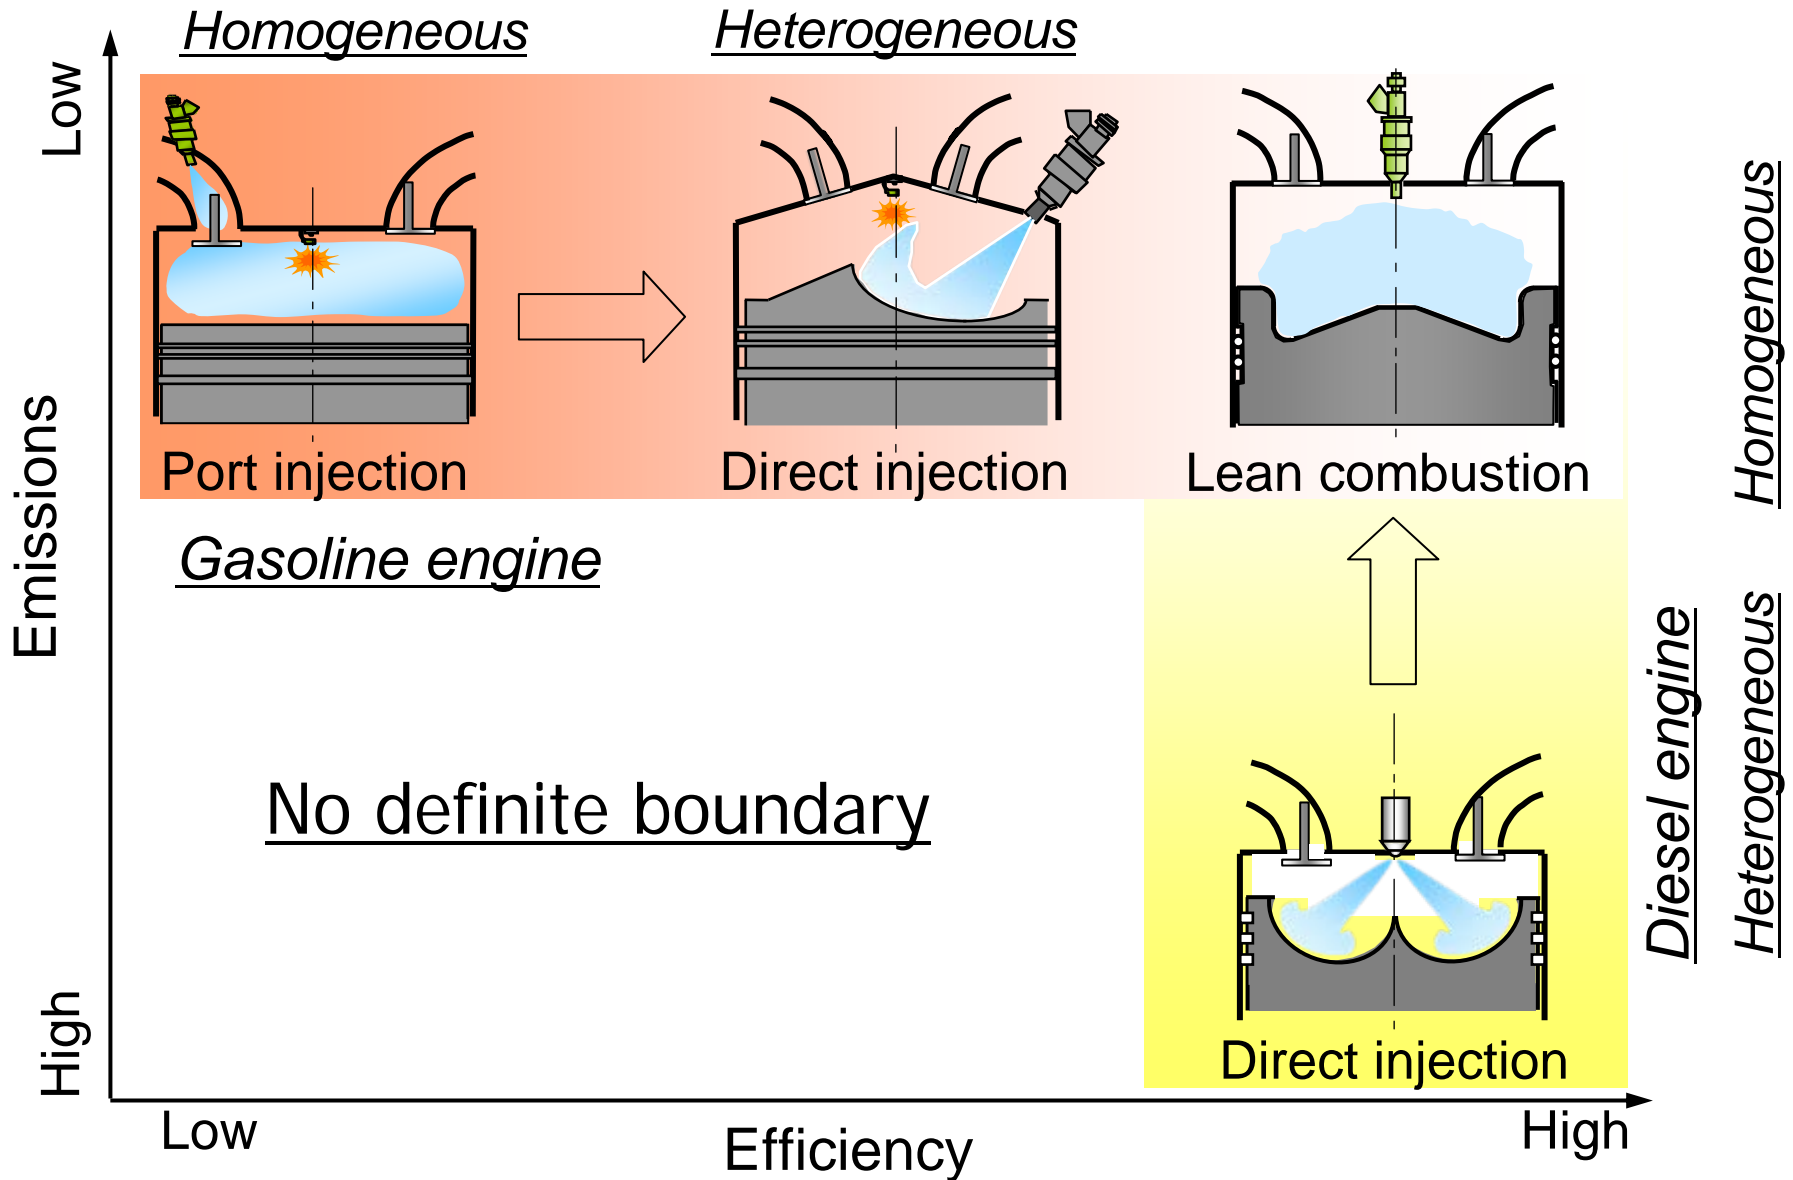 Homogeneous
Heterogeneous
Low
Emissions
High
Port injection
Direct injection
Lean combustion
Homogeneous
Gasoline engine
No definite boundary
Diesel engine
Heterogeneous
Direct injection
Low
Efficiency
High